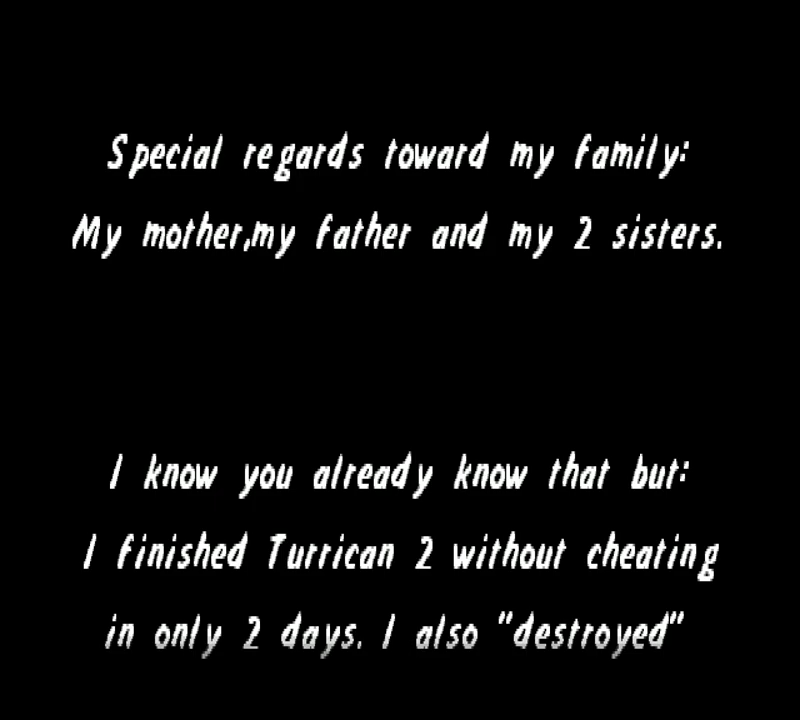 Special regards toward my family:
My mother,my father and my 2 sisters.
I know you already know that but:
I finished Turrican 2 without cheating
in only 2 days. I also "destroyed"